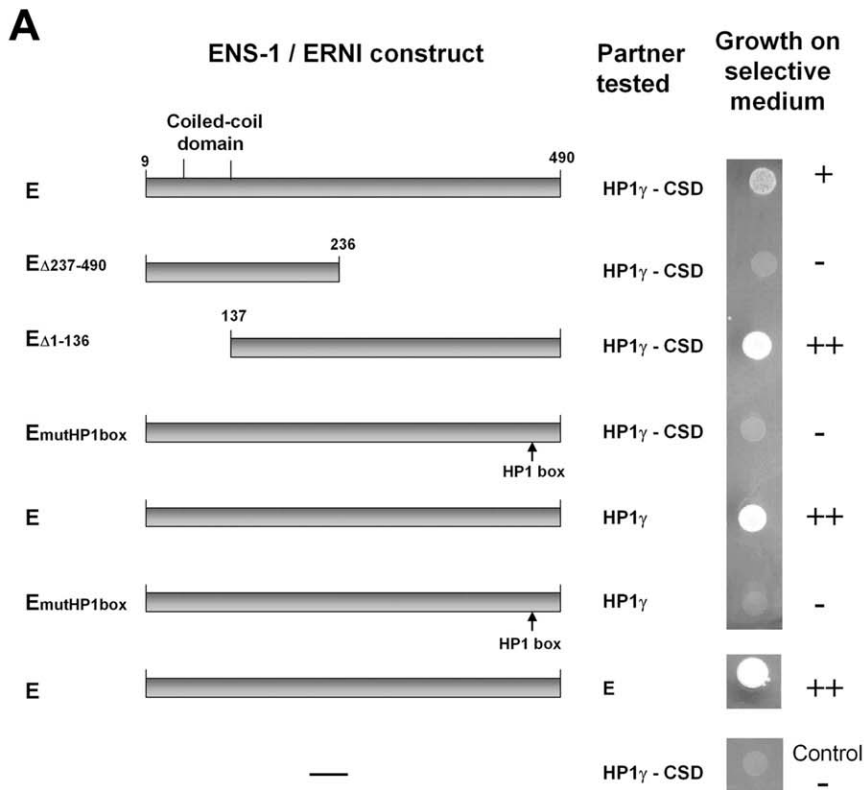 A
ENS-1 / ERNI construct
Partner
tested
Growth on
selective
medium
Coiled-coil
domain
9
490
E
HP1γ - CSD
+
236
EΔ237-490
HP1γ - CSD
-
137
EΔ1-136
HP1γ - CSD
++
EmutHP1box
HP1γ - CSD
-
HP1 box
E
HP1γ
++
EmutHP1box
HP1γ
-
HP1 box
E
E
++
—
HP1γ - CSD
Control
-